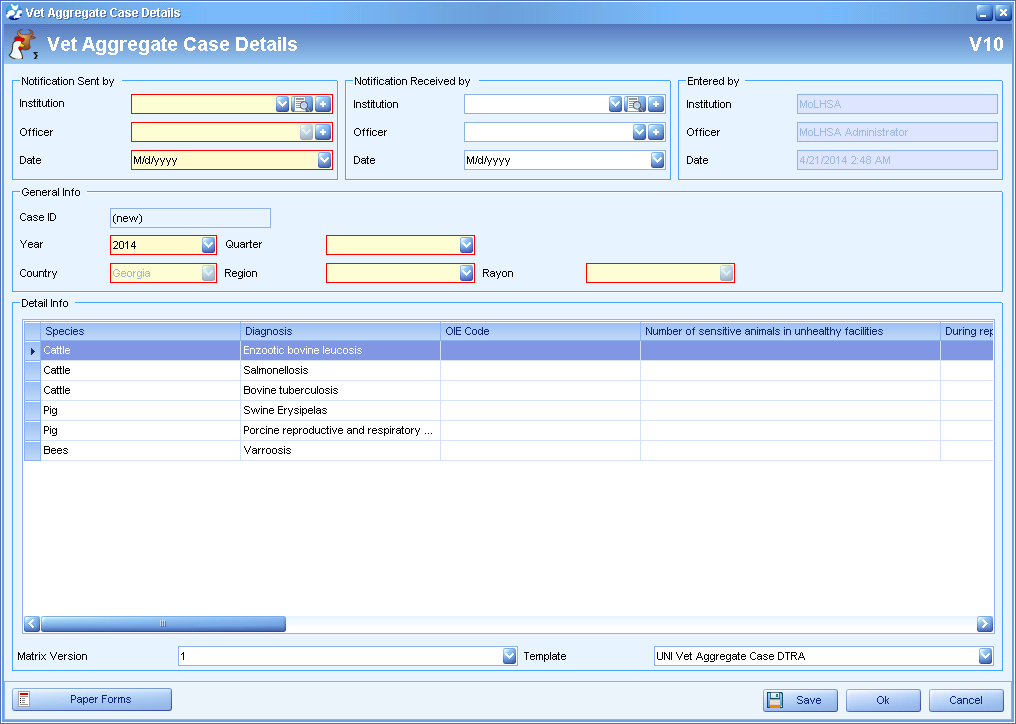 Vet Aggregate Case Details
Vet Aggregate Case Details V10
Notification Sent by
Institution
Officer
Date M/d/yyyy
Notification Received by
Institution
Officer
Date M/d/yyyy
Entered by
Institution MoLHSA
Officer MoLHSA Administrator
Date 4/21/2014 2:48 AM
General Info
Case ID (new)
Year 2014 Quarter
Country Georgia Region Rayon
Detail Info
Species Diagnosis OIE Code Number of sensitive animals in unhealthy facilities During rep
Cattle Enzootic bovine leucosis
Cattle Salmonellosis
Cattle Bovine tuberculosis
Pig Swine Erysipelas
Pig Porcine reproductive and respiratory ...
Bees Varroosis
Matrix Version 1 Template UNI Vet Aggregate Case DTRA
Paper Forms Save Ok Cancel